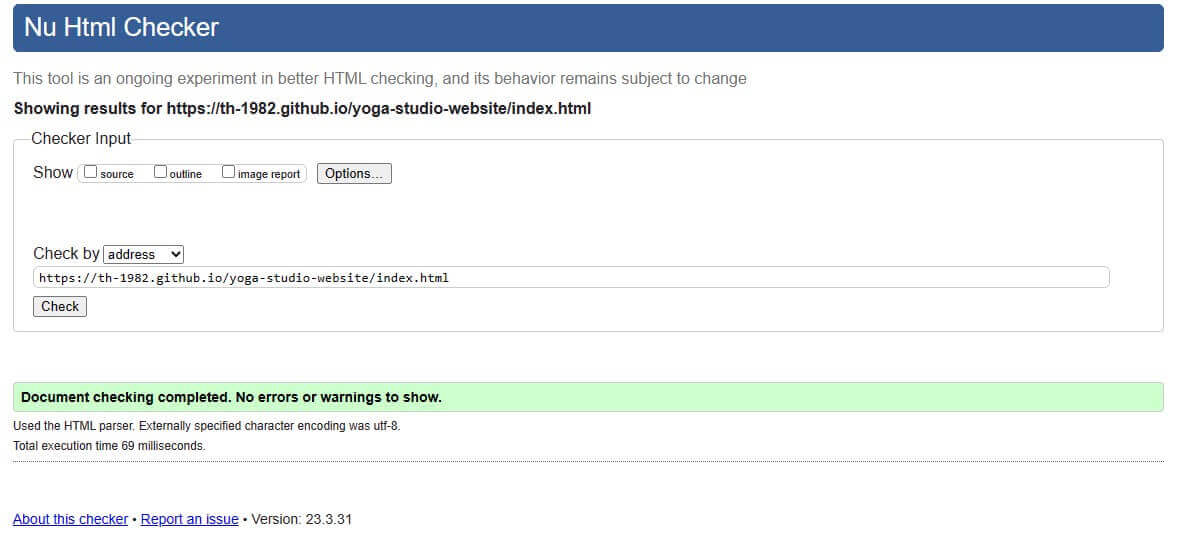 Nu Html Checker
This tool is an ongoing experiment in better HTML checking, and its behavior remains subject to change
Showing results for https://th-1982.github.io/yoga-studio-website/index.html
Checker Input
Show source outline image report Options...
Check by address
https://th-1982.github.io/yoga-studio-website/index.html
Check
Document checking completed. No errors or warnings to show.
Used the HTML parser. Externally specified character encoding was utf-8.
Total execution time 69 milliseconds.
About this checker • Report an issue • Version: 23.3.31